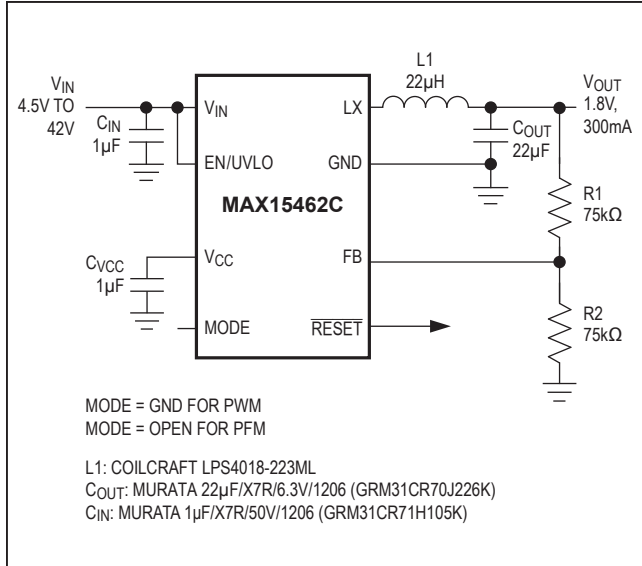 L1
22µH
VIN
4.5V TO
42V
VOUT
1.8V,
300mA
CIN
1µF
VIN
LX
COUT
22µF
EN/UVLO
GND
R1
75kΩ
MAX15462C
CVCC
1µF
VCC
FB
MODE
RESET
R2
75kΩ
MODE = GND FOR PWM
MODE = OPEN FOR PFM
L1: COILCRAFT LPS4018-223ML
COUT: MURATA 22µF/X7R/6.3V/1206 (GRM31CR70J226K)
CIN: MURATA 1µF/X7R/50V/1206 (GRM31CR71H105K)